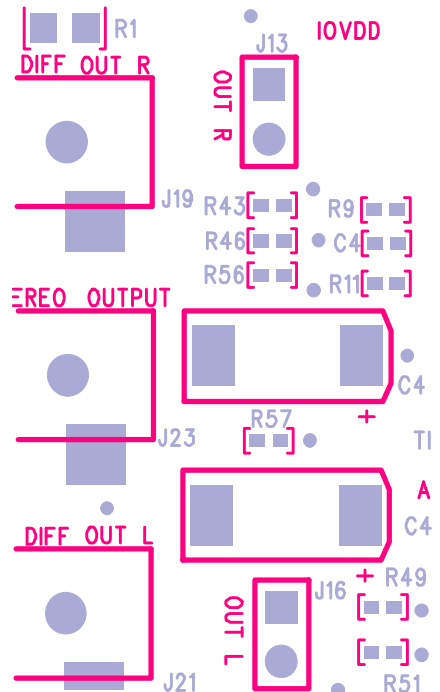 R1
IOVDD
J13
DIFF OUT R
OUT R
J19
R43
R9
R46
C4
R56
R11
EREO OUTPUT
C4
+
R57
J23
TI
A
C4
DIFF OUT L
+
R49
J16
OUT L
R51
J21